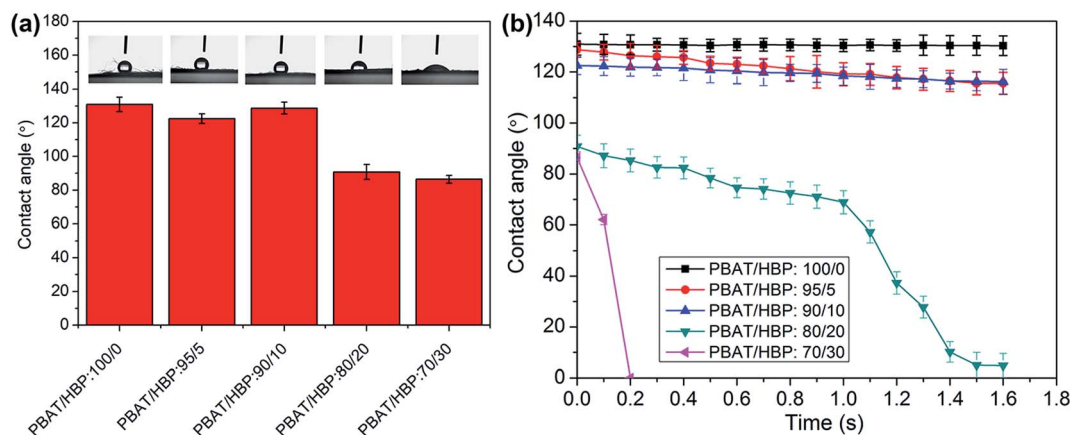 (a)
180
160
140
120
100
80
60
40
20
0
Contact angle (°)
PBAT/HBP:100/0
PBAT/HBP:95/5
PBAT/HBP:90/10
PBAT/HBP:80/20
PBAT/HBP:70/30
(b)
140
120
100
80
60
40
20
0
Contact angle (°)
PBAT/HBP: 100/0
PBAT/HBP: 95/5
PBAT/HBP: 90/10
PBAT/HBP: 80/20
PBAT/HBP: 70/30
0.0 0.2 0.4 0.6 0.8 1.0 1.2 1.4 1.6 1.8
Time (s)